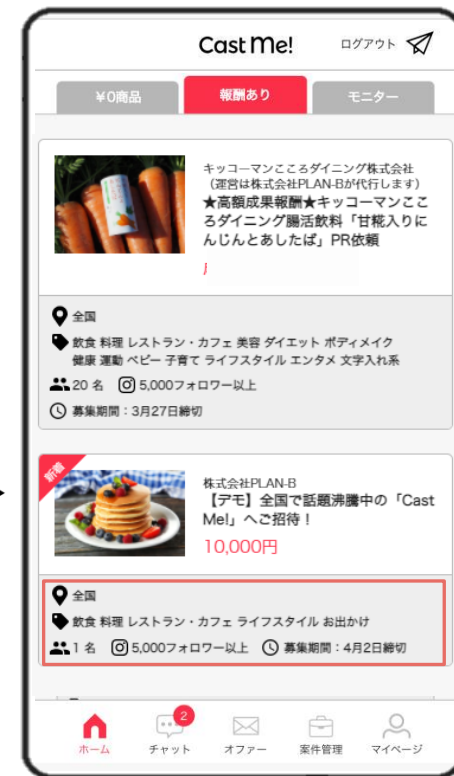 Cast Me!
ログアウト
¥0商品
報酬あり
モニター
キッコーマンこころダイニング株式会社
（運営は株式会社PLAN-Bが代行します）
★高額成果報酬★キッコーマンここ
ろダイニング腸活飲料「甘糀入りに
んじんとあしたば」PR依頼
全国
飲食 料理 レストラン・カフェ 美容 ダイエット ボディメイク
健康 運動 ベビー 子育て ライフスタイル エンタメ 文字入れ系
20 名 5,000フォロワー以上
募集期間：3月27日締切
新着
株式会社PLAN-B
【デモ】全国で話題沸騰中の「Cast
Me!」へご招待！
10,000円
全国
飲食 料理 レストラン・カフェ ライフスタイル お出かけ
1 名 5,000フォロワー以上 募集期間：4月2日締切
2
ホーム
チャット
オファー
案件管理
マイページ